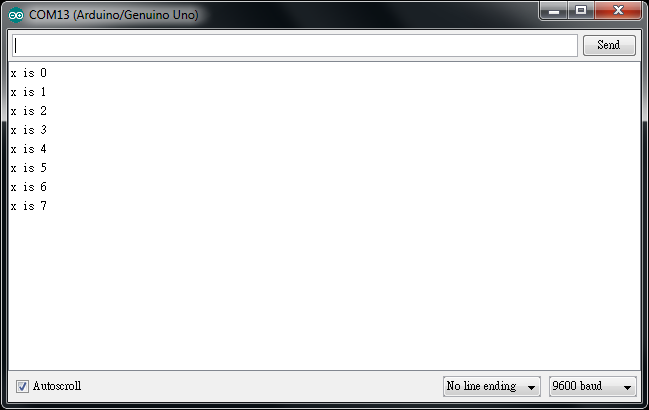 COM13 (Arduino/Genuino Uno)
Send
x is 0
x is 1
x is 2
x is 3
x is 4
x is 5
x is 6
x is 7
Autoscroll
No line ending
9600 baud